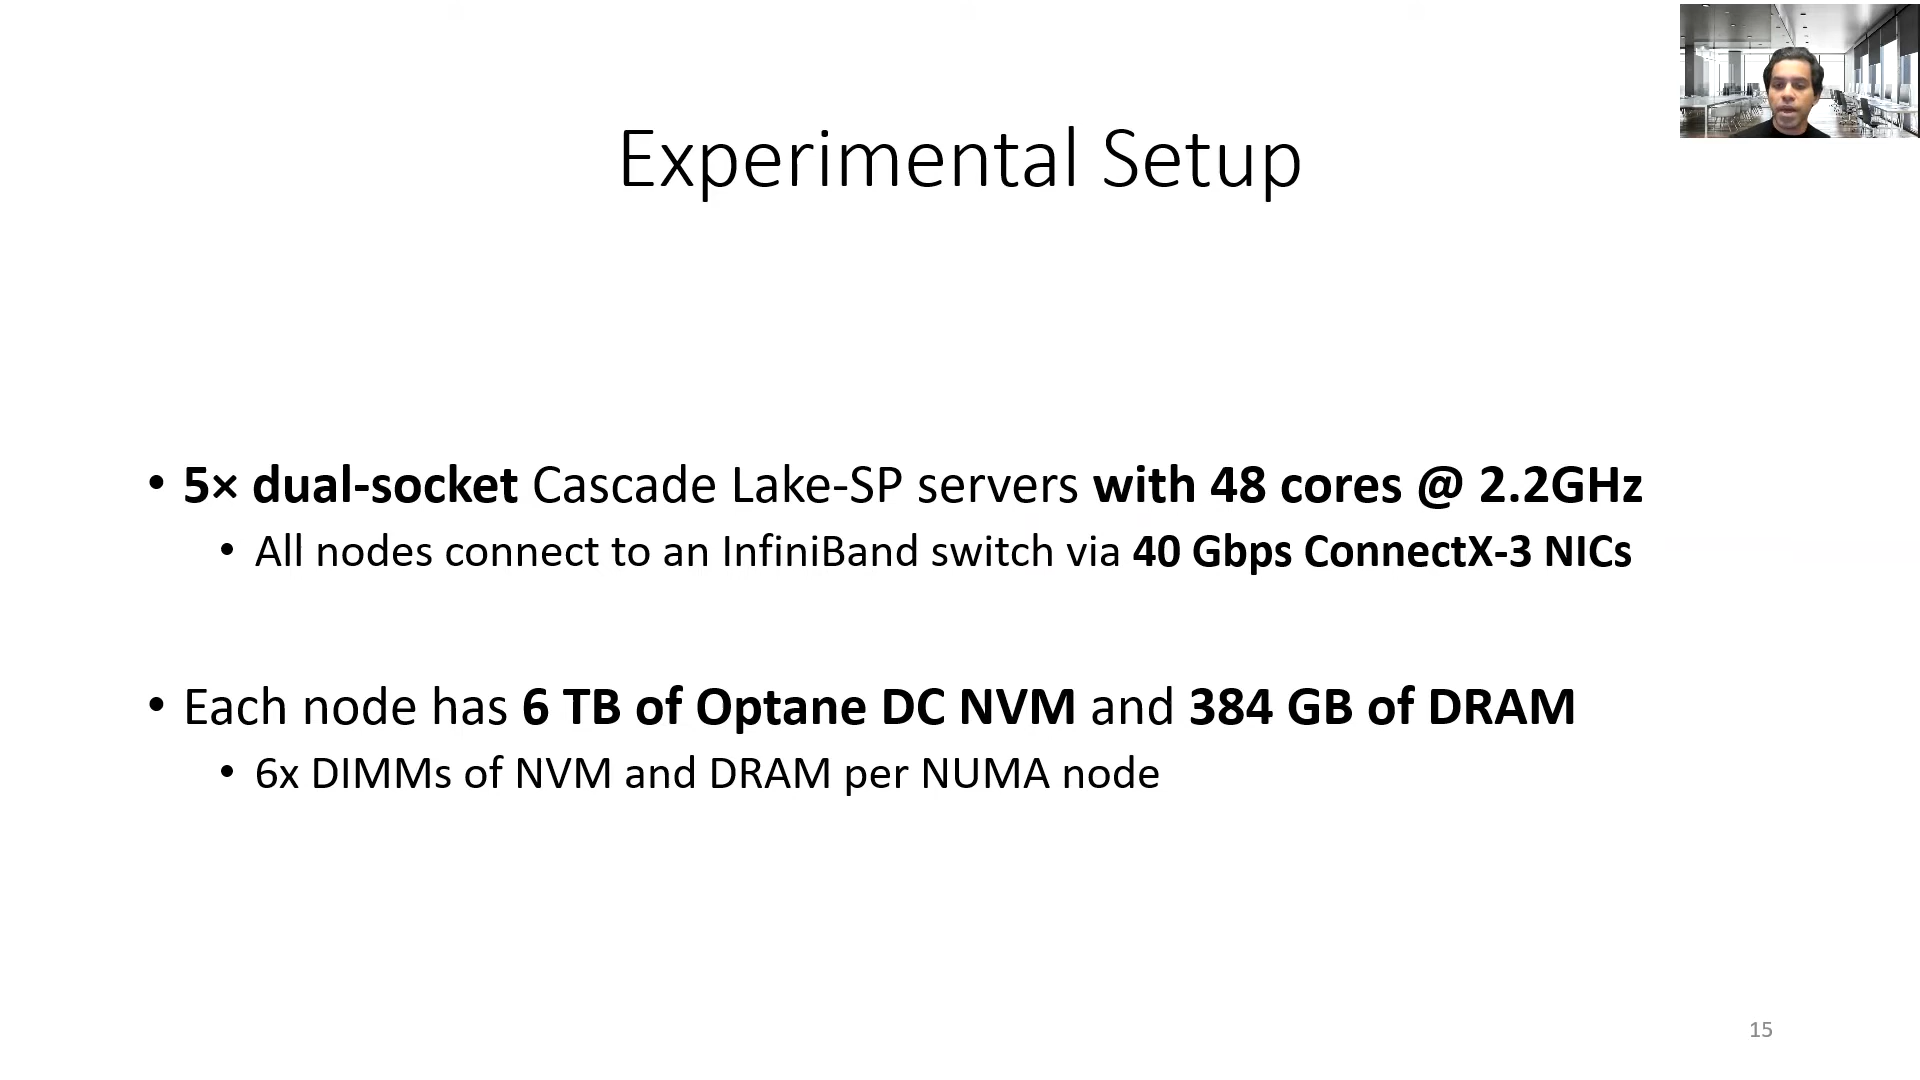 Experimental Setup
• 5× dual-socket Cascade Lake-SP servers with 48 cores @ 2.2GHz
• All nodes connect to an InfiniBand switch via 40 Gbps ConnectX-3 NICs
• Each node has 6 TB of Optane DC NVM and 384 GB of DRAM
• 6x DIMMs of NVM and DRAM per NUMA node
15